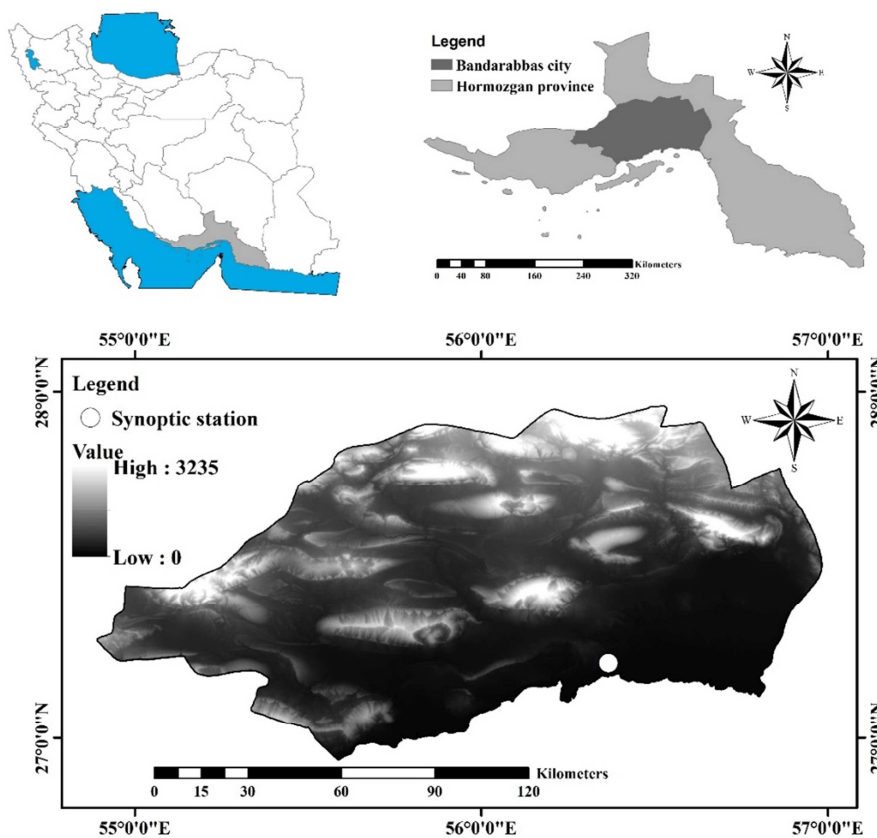 Legend
Bandarabbas city
Hormozgan province
N
W
E
S
Kilometers
0 40 80 160 240 320
55°0'0"E 56°0'0"E 57°0'0"E
28°0'0"N
28°0'0"N
Legend
Synoptic station
Value
High : 3235
Low : 0
N
W
E
S
27°0'0"N
27°0'0"N
Kilometers
0 15 30 60 90 120
55°0'0"E 56°0'0"E 57°0'0"E